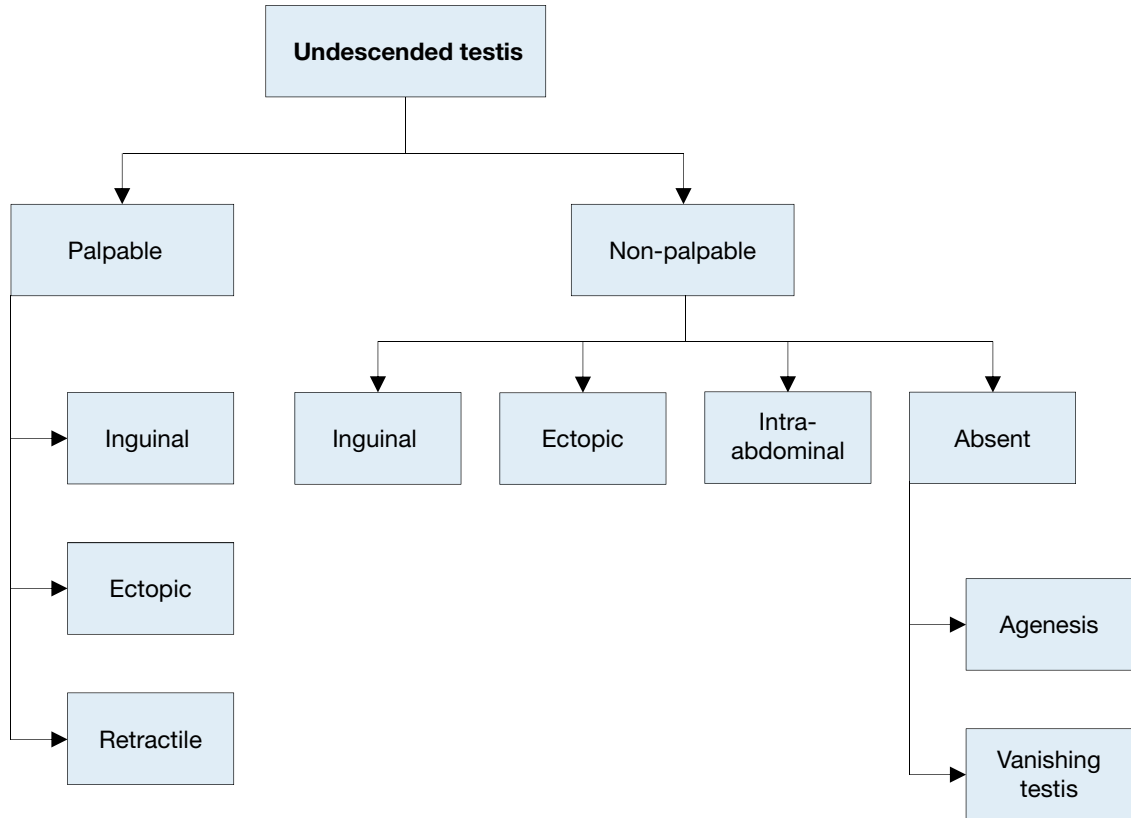 Undescended testis
Palpable
Non-palpable
Inguinal
Ectopic
Retractile
Inguinal
Ectopic
Intra-
abdominal
Absent
Agenesis
Vanishing
testis